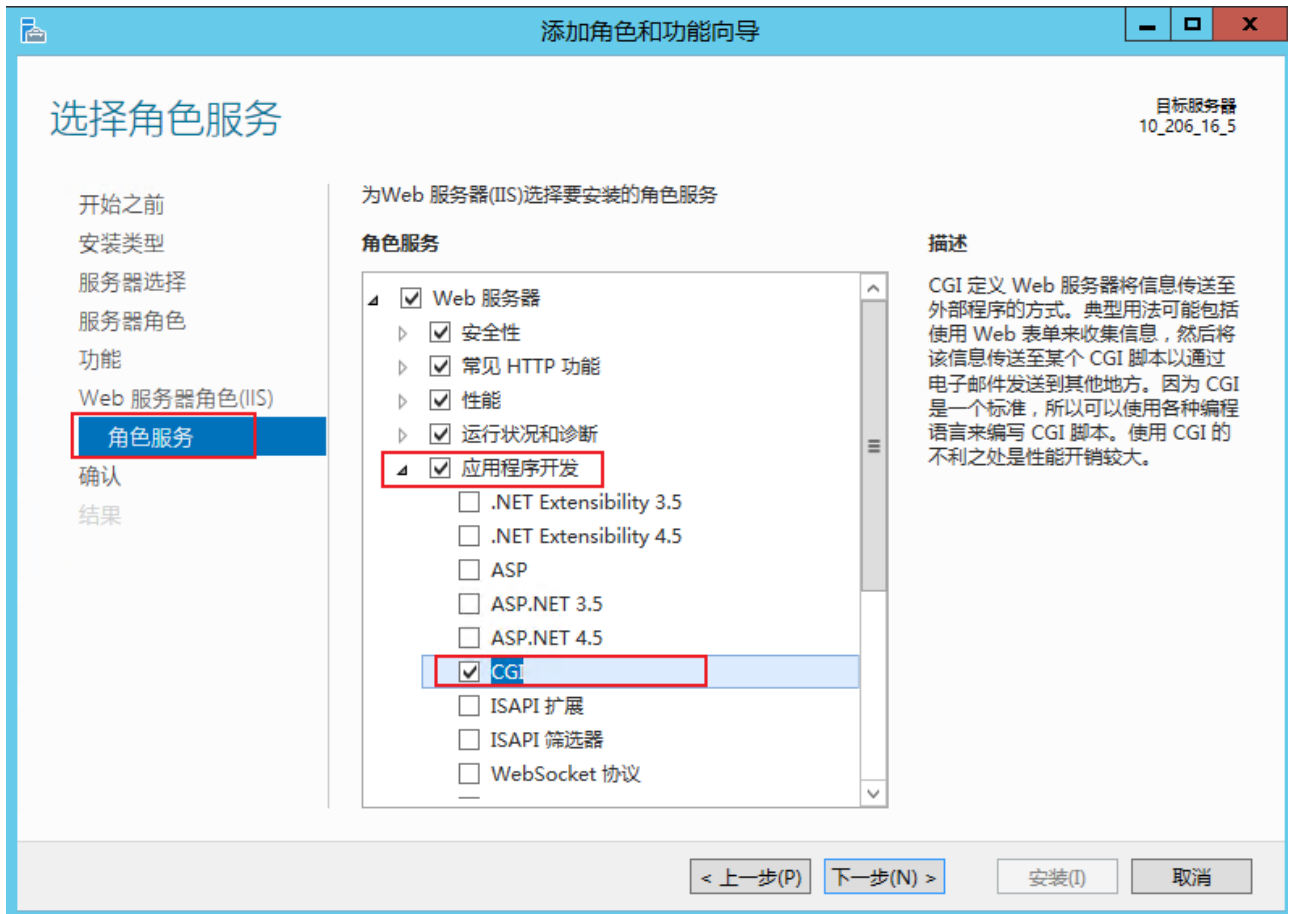 添加角色和功能向导
选择角色服务
目标服务器
10_206_16_5
开始之前
安装类型
服务器选择
服务器角色
功能
Web 服务器角色(IIS)
角色服务
确认
结果
为Web 服务器(IIS)选择要安装的角色服务
角色服务
Web 服务器
安全性
常见 HTTP 功能
性能
运行状况和诊断
应用程序开发
.NET Extensibility 3.5
.NET Extensibility 4.5
ASP
ASP.NET 3.5
ASP.NET 4.5
CGI
ISAPI 扩展
ISAPI 筛选器
WebSocket 协议
描述
CGI 定义 Web 服务器将信息传送至
外部程序的方式。典型用法可能包括
使用 Web 表单来收集信息，然后将
该信息传送至某个 CGI 脚本以通过
电子邮件发送到其他地方。因为 CGI
是一个标准，所以可以使用各种编程
语言来编写 CGI 脚本。使用 CGI 的
不利之处是性能开销较大。
< 上一步(P)
下一步(N) >
安装(I)
取消